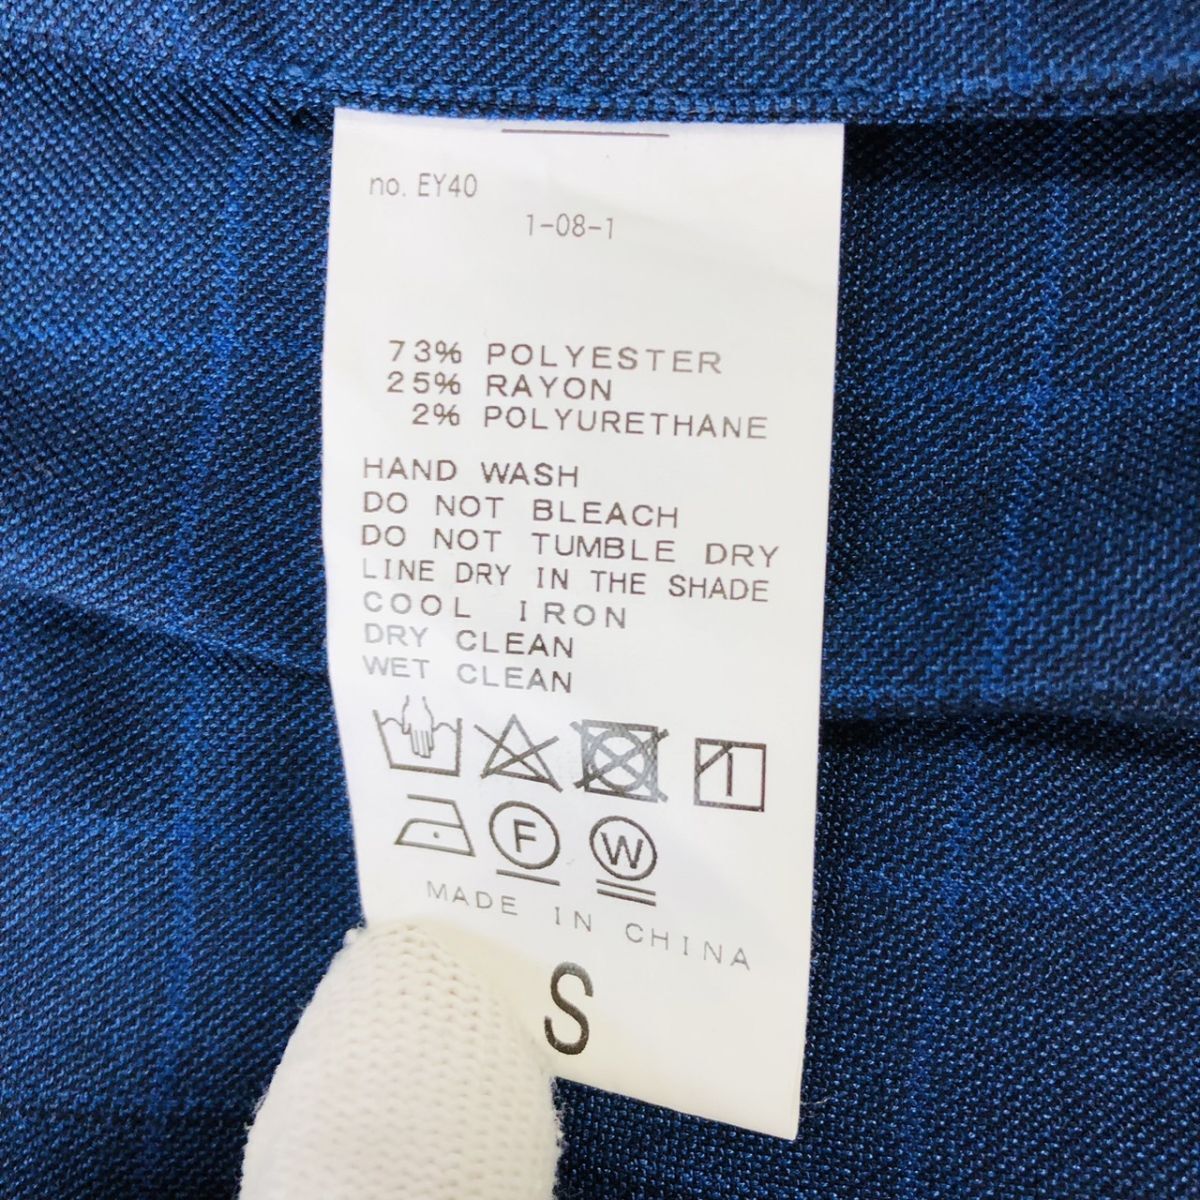 no. EY40
1-08-1
73% POLYESTER
25% RAYON
2% POLYURETHANE
HAND WASH
DO NOT BLEACH
DO NOT TUMBLE DRY
LINE DRY IN THE SHADE
COOL IRON
DRY CLEAN
WET CLEAN
F W
MADE IN CHINA
S